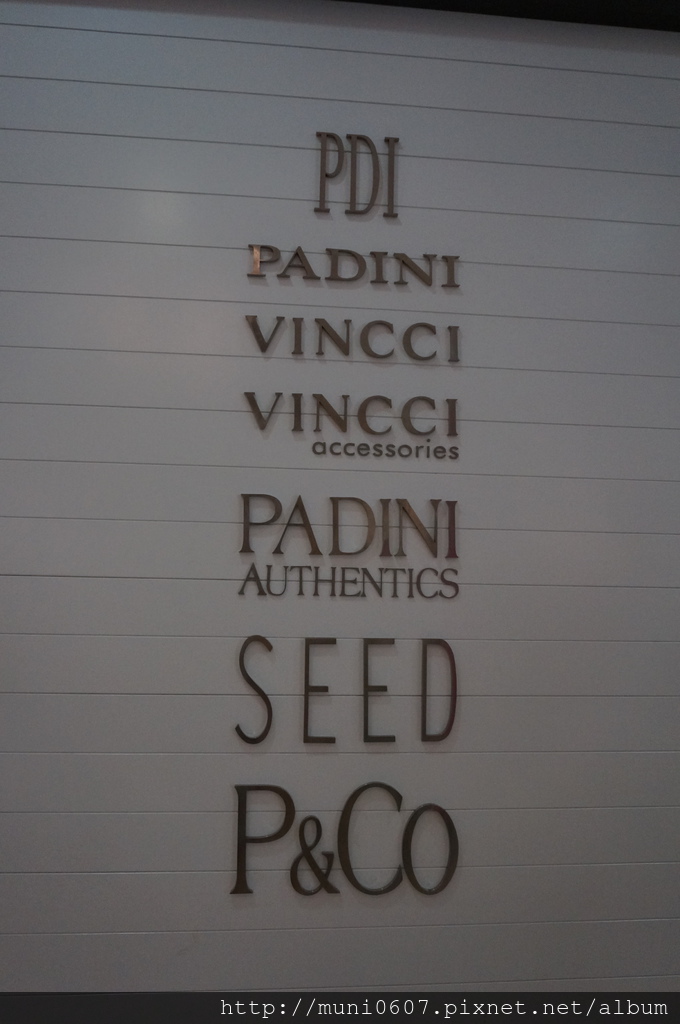 PDI
PADINI
VINCCI
VINCCI
accessories
PADINI
AUTHENTICS
SEED
P&Co
http://muni0607.pixnet.net/album